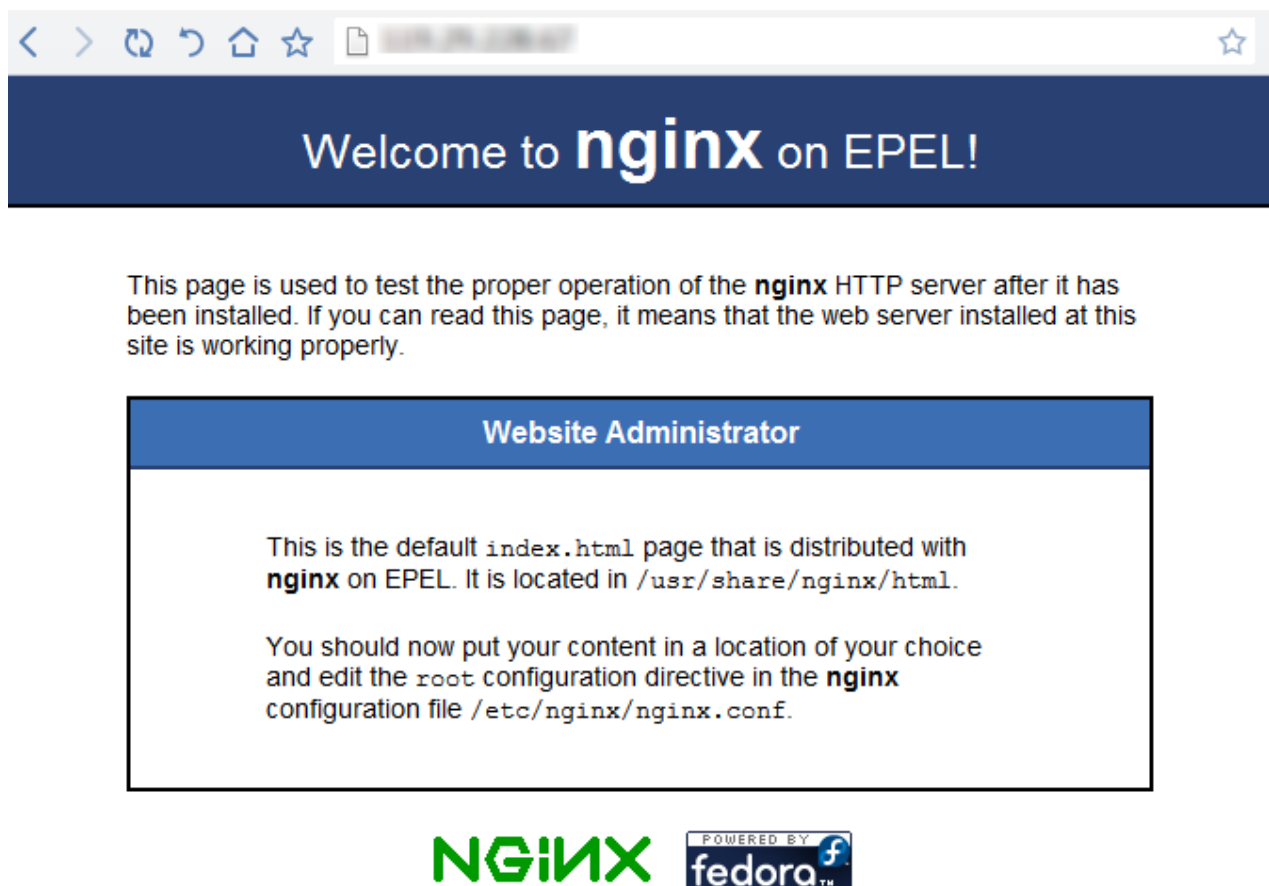 Welcome to nginx on EPEL!
This page is used to test the proper operation of the nginx HTTP server after it has
been installed. If you can read this page, it means that the web server installed at this
site is working properly.
Website Administrator
This is the default index.html page that is distributed with
nginx on EPEL. It is located in /usr/share/nginx/html.
You should now put your content in a location of your choice
and edit the root configuration directive in the nginx
configuration file /etc/nginx/nginx.conf.
NGiNX
POWERED BY
fedora™